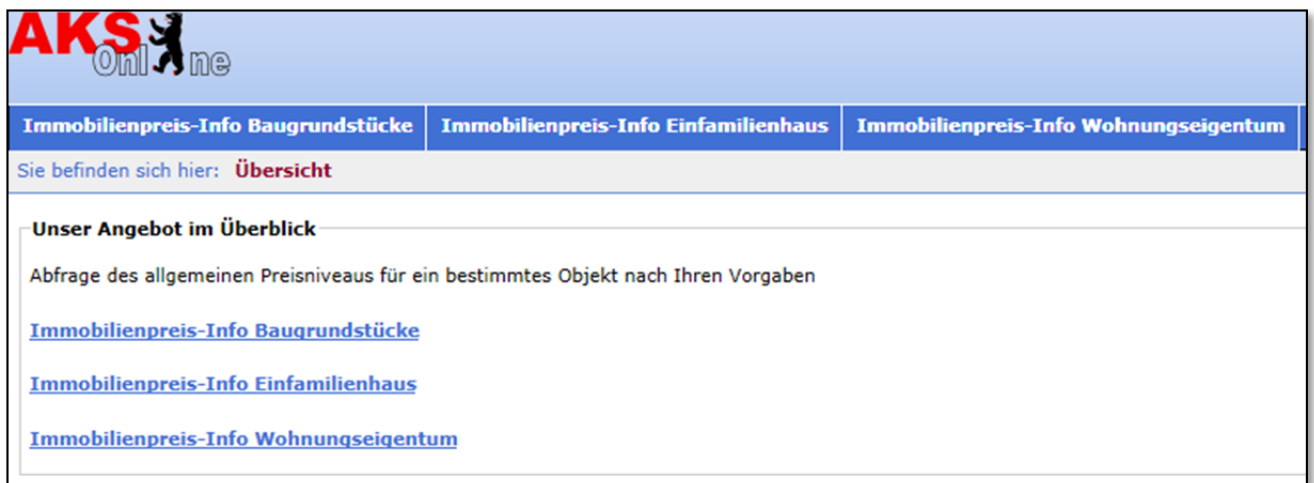 AKS
Online
Immobilienpreis-Info Baugrundstücke Immobilienpreis-Info Einfamilienhaus Immobilienpreis-Info Wohnungseigentum
Sie befinden sich hier: Übersicht
Unser Angebot im Überblick
Abfrage des allgemeinen Preisniveaus für ein bestimmtes Objekt nach Ihren Vorgaben
Immobilienpreis-Info Baugrundstücke
Immobilienpreis-Info Einfamilienhaus
Immobilienpreis-Info Wohnungseigentum